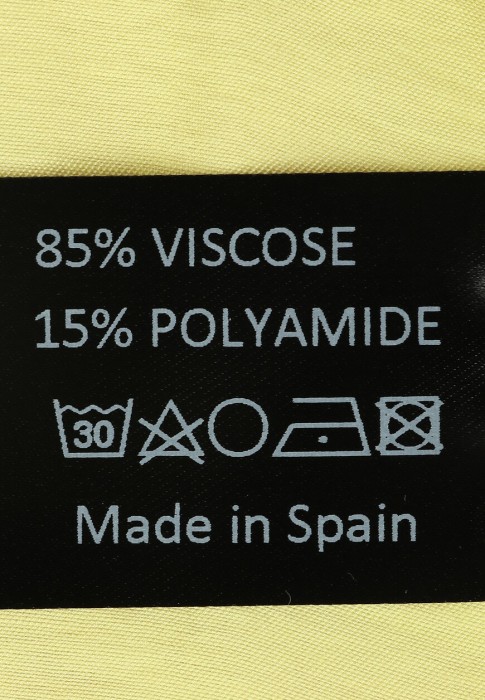 85% VISCOSE
15% POLYAMIDE
30
Made in Spain